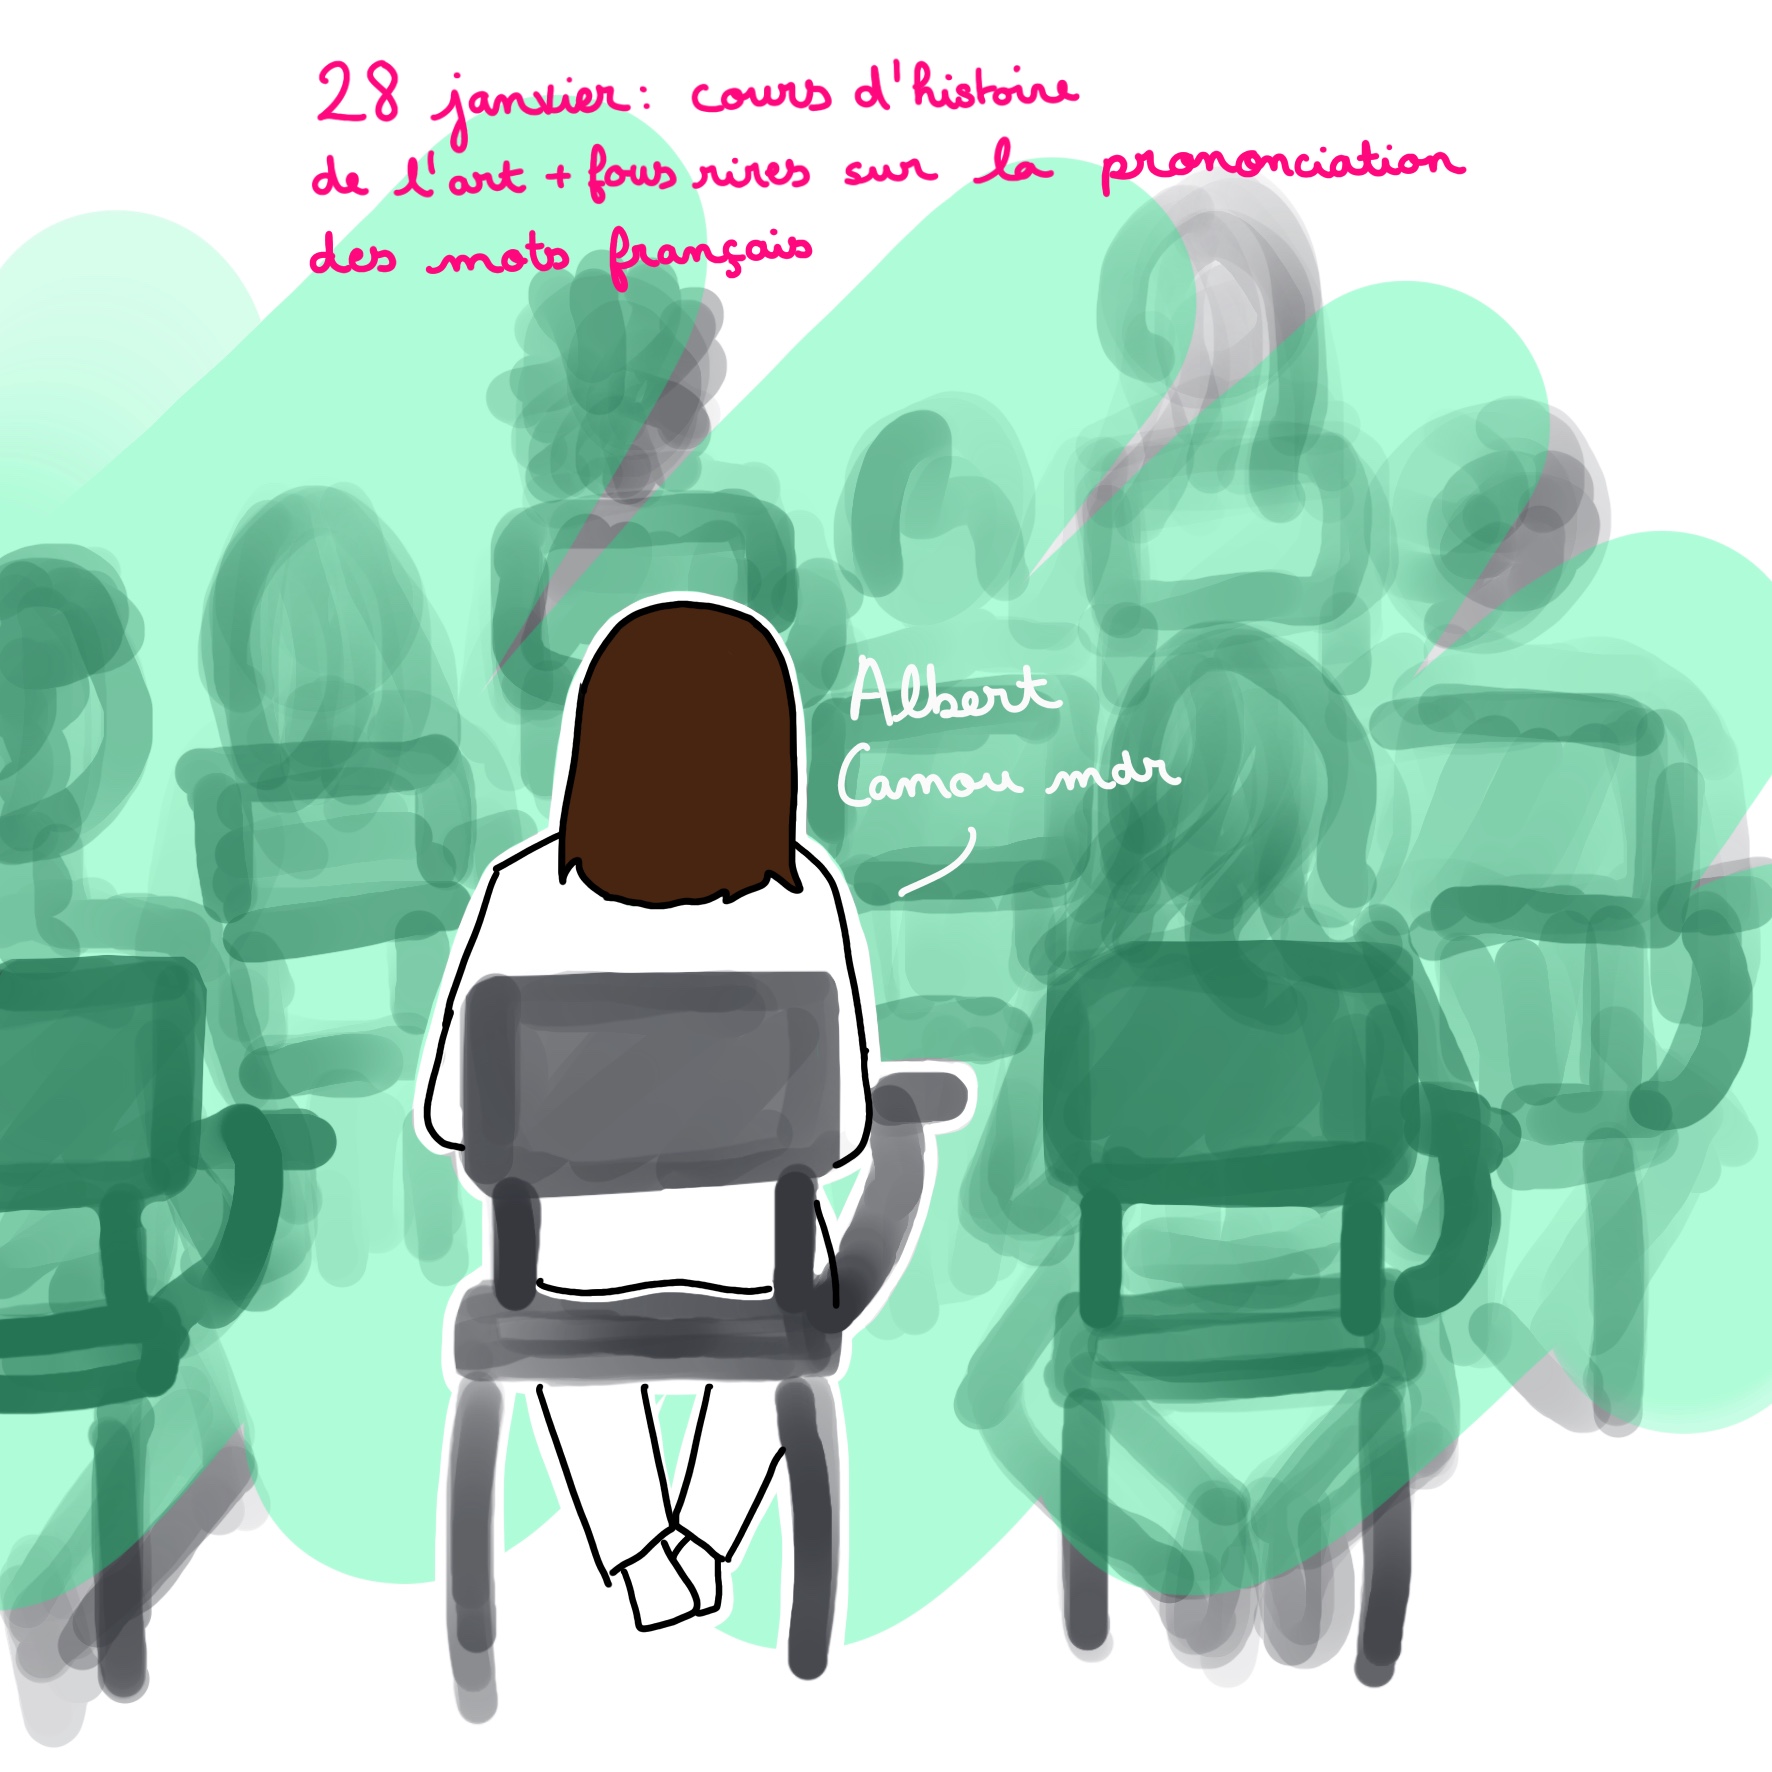 28 janvier: cours d'histoire
de l'art + fous rires sur la prononciation
des mots français
Albert
Camou mdr